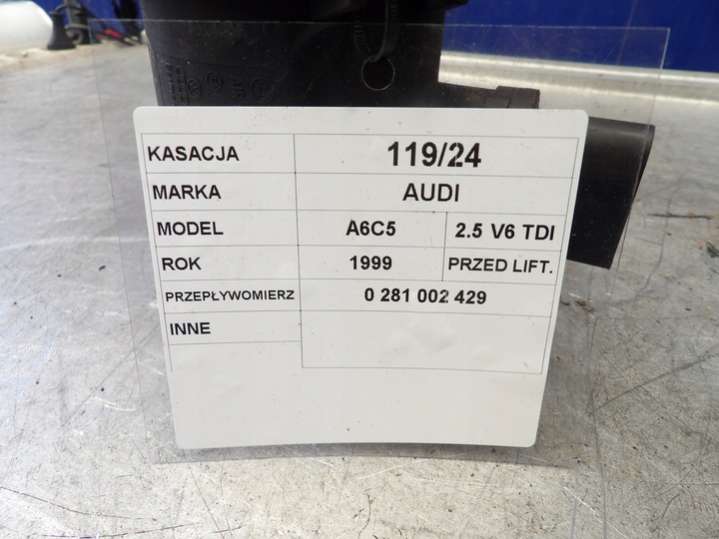 KASACJA 119/24
MARKA AUDI
MODEL A6C5 2.5 V6 TDI
ROK 1999 PRZED LIFT.
PRZEPŁYWOMIERZ 0 281 002 429
INNE